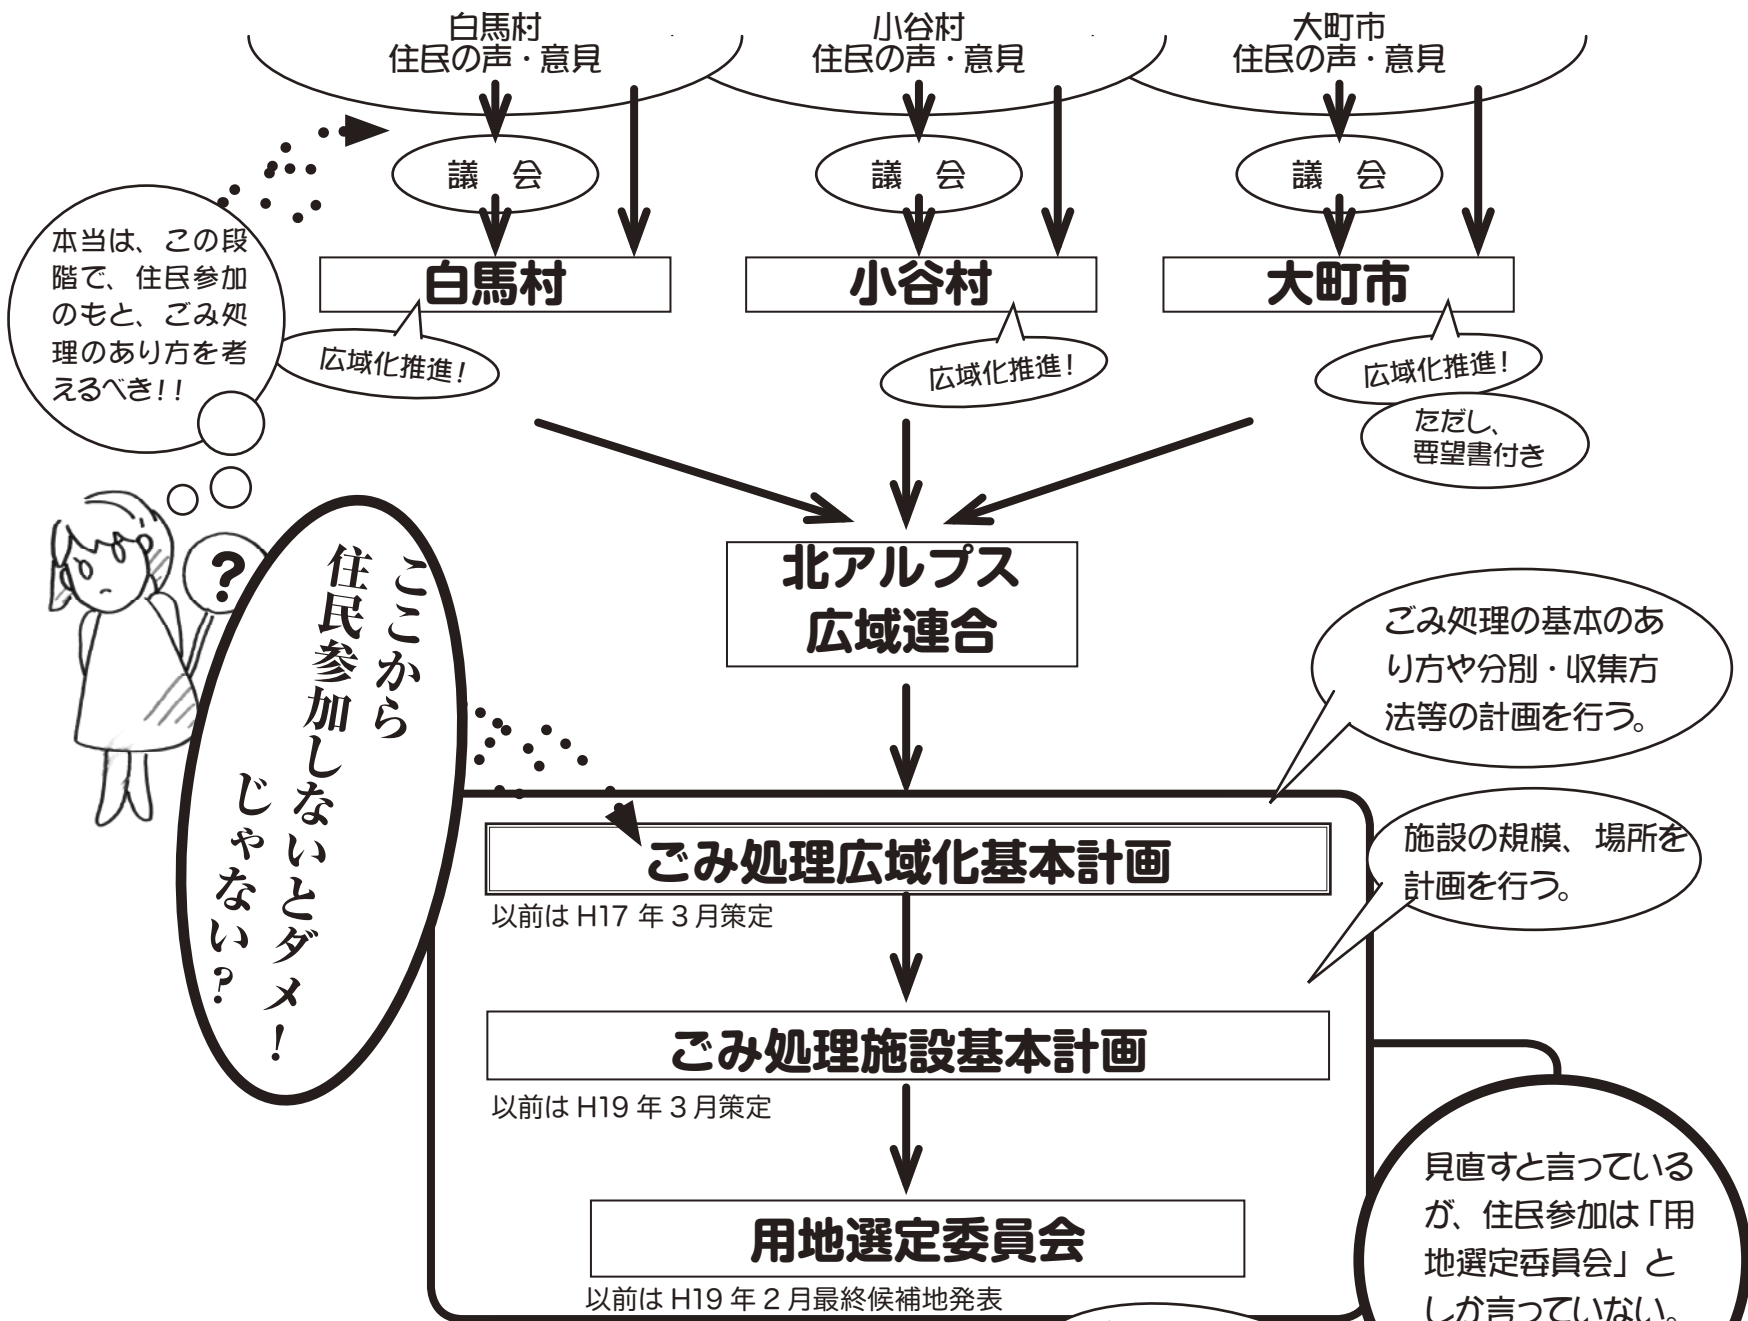 白馬村
住民の声・意見
小谷村
住民の声・意見
大町市
住民の声・意見
議 会
議 会
議 会
白馬村
小谷村
大町市
本当は、この段
階で、住民参加
のもと、ごみ処
理のあり方を考
えるべき!!
広域化推進!
広域化推進!
広域化推進!
ただし、
要望書付き
?
ここから
住民参加しないとダメ!
じゃない?
北アルプス
広域連合
ごみ処理の基本のあ
り方や分別・収集方
法等の計画を行う。
ごみ処理広域化基本計画
以前は H17 年 3 月策定
施設の規模、場所を
計画を行う。
ごみ処理施設基本計画
以前は H19 年 3 月策定
用地選定委員会
以前は H19 年 2 月最終候補地発表
見直すと言っている
が、住民参加は「用
地選定委員会」と
しか言っていない。